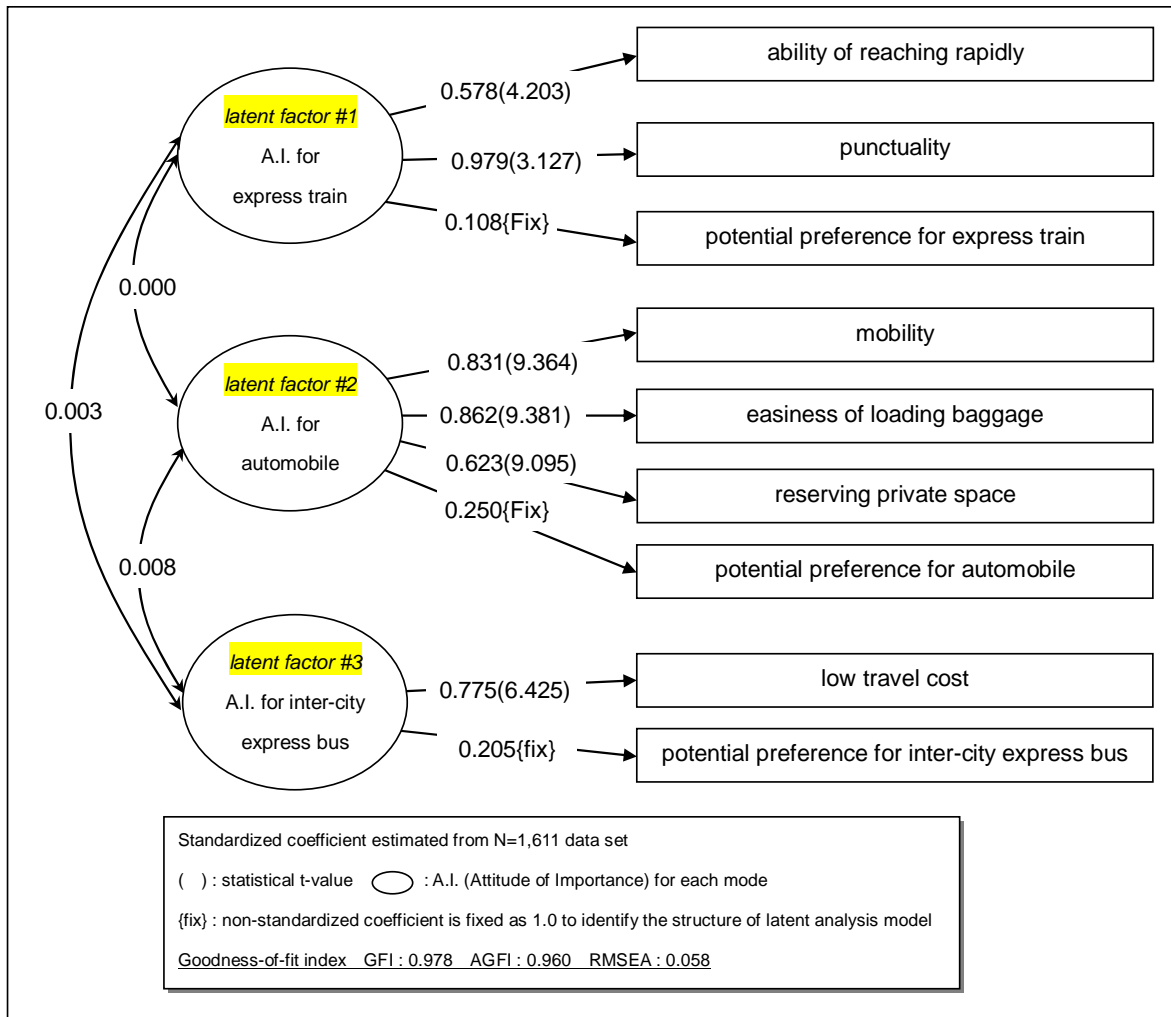 ability of reaching rapidly
0.578(4.203)
latent factor #1
A.I. for
express train
punctuality
0.979(3.127)
0.108{Fix}
potential preference for express train
0.000
mobility
0.831(9.364)
latent factor #2
A.I. for
automobile
0.003
easiness of loading baggage
0.862(9.381)
0.623(9.095)
reserving private space
0.250{Fix}
potential preference for automobile
0.008
latent factor #3
A.I. for inter-city
express bus
low travel cost
0.775(6.425)
0.205{fix}
potential preference for inter-city express bus
Standardized coefficient estimated from N=1,611 data set
( ) : statistical t-value : A.I. (Attitude of Importance) for each mode
{fix} : non-standardized coefficient is fixed as 1.0 to identify the structure of latent analysis model
Goodness-of-fit index GFI : 0.978 AGFI : 0.960 RMSEA : 0.058